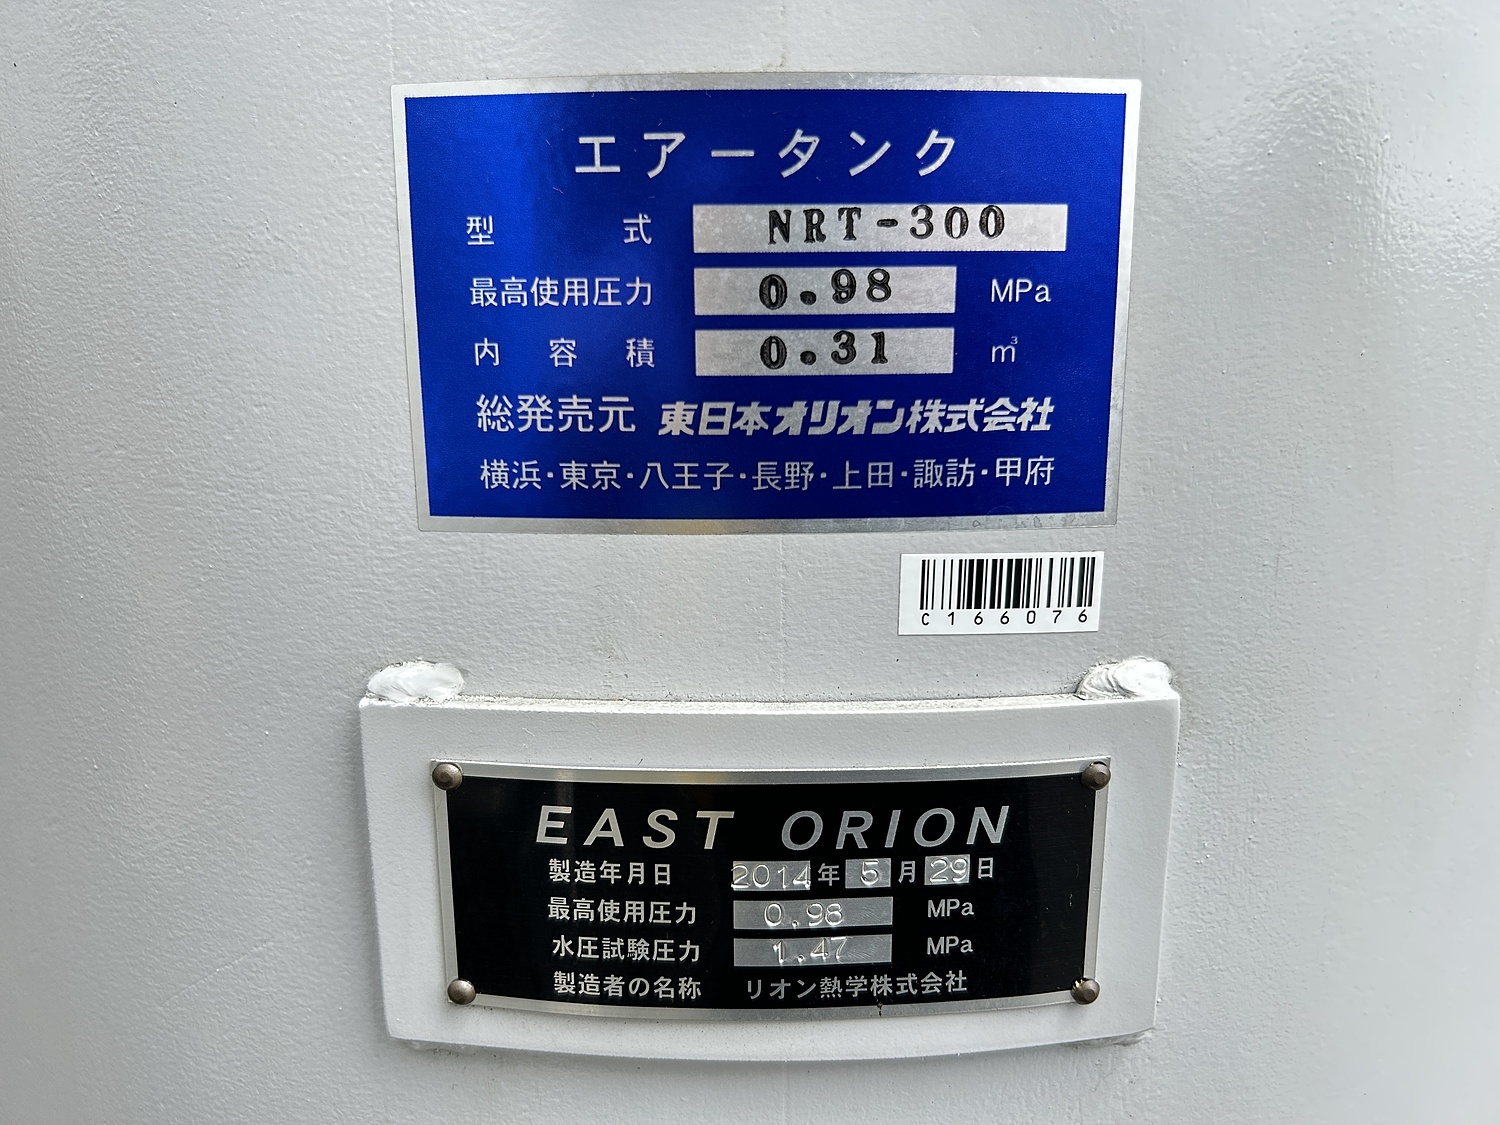 エアータンク
型式 NRT-300
最高使用圧力 0.98 MPa
内容積 0.31 m³
総発売元 東日本オリオン株式会社
横浜・東京・八王子・長野・上田・諏訪・甲府
C166076
EAST ORION
製造年月日 2014年5月29日
最高使用圧力 0.98 MPa
水圧試験圧力 1.47 MPa
製造者の名称 リオン熱学株式会社